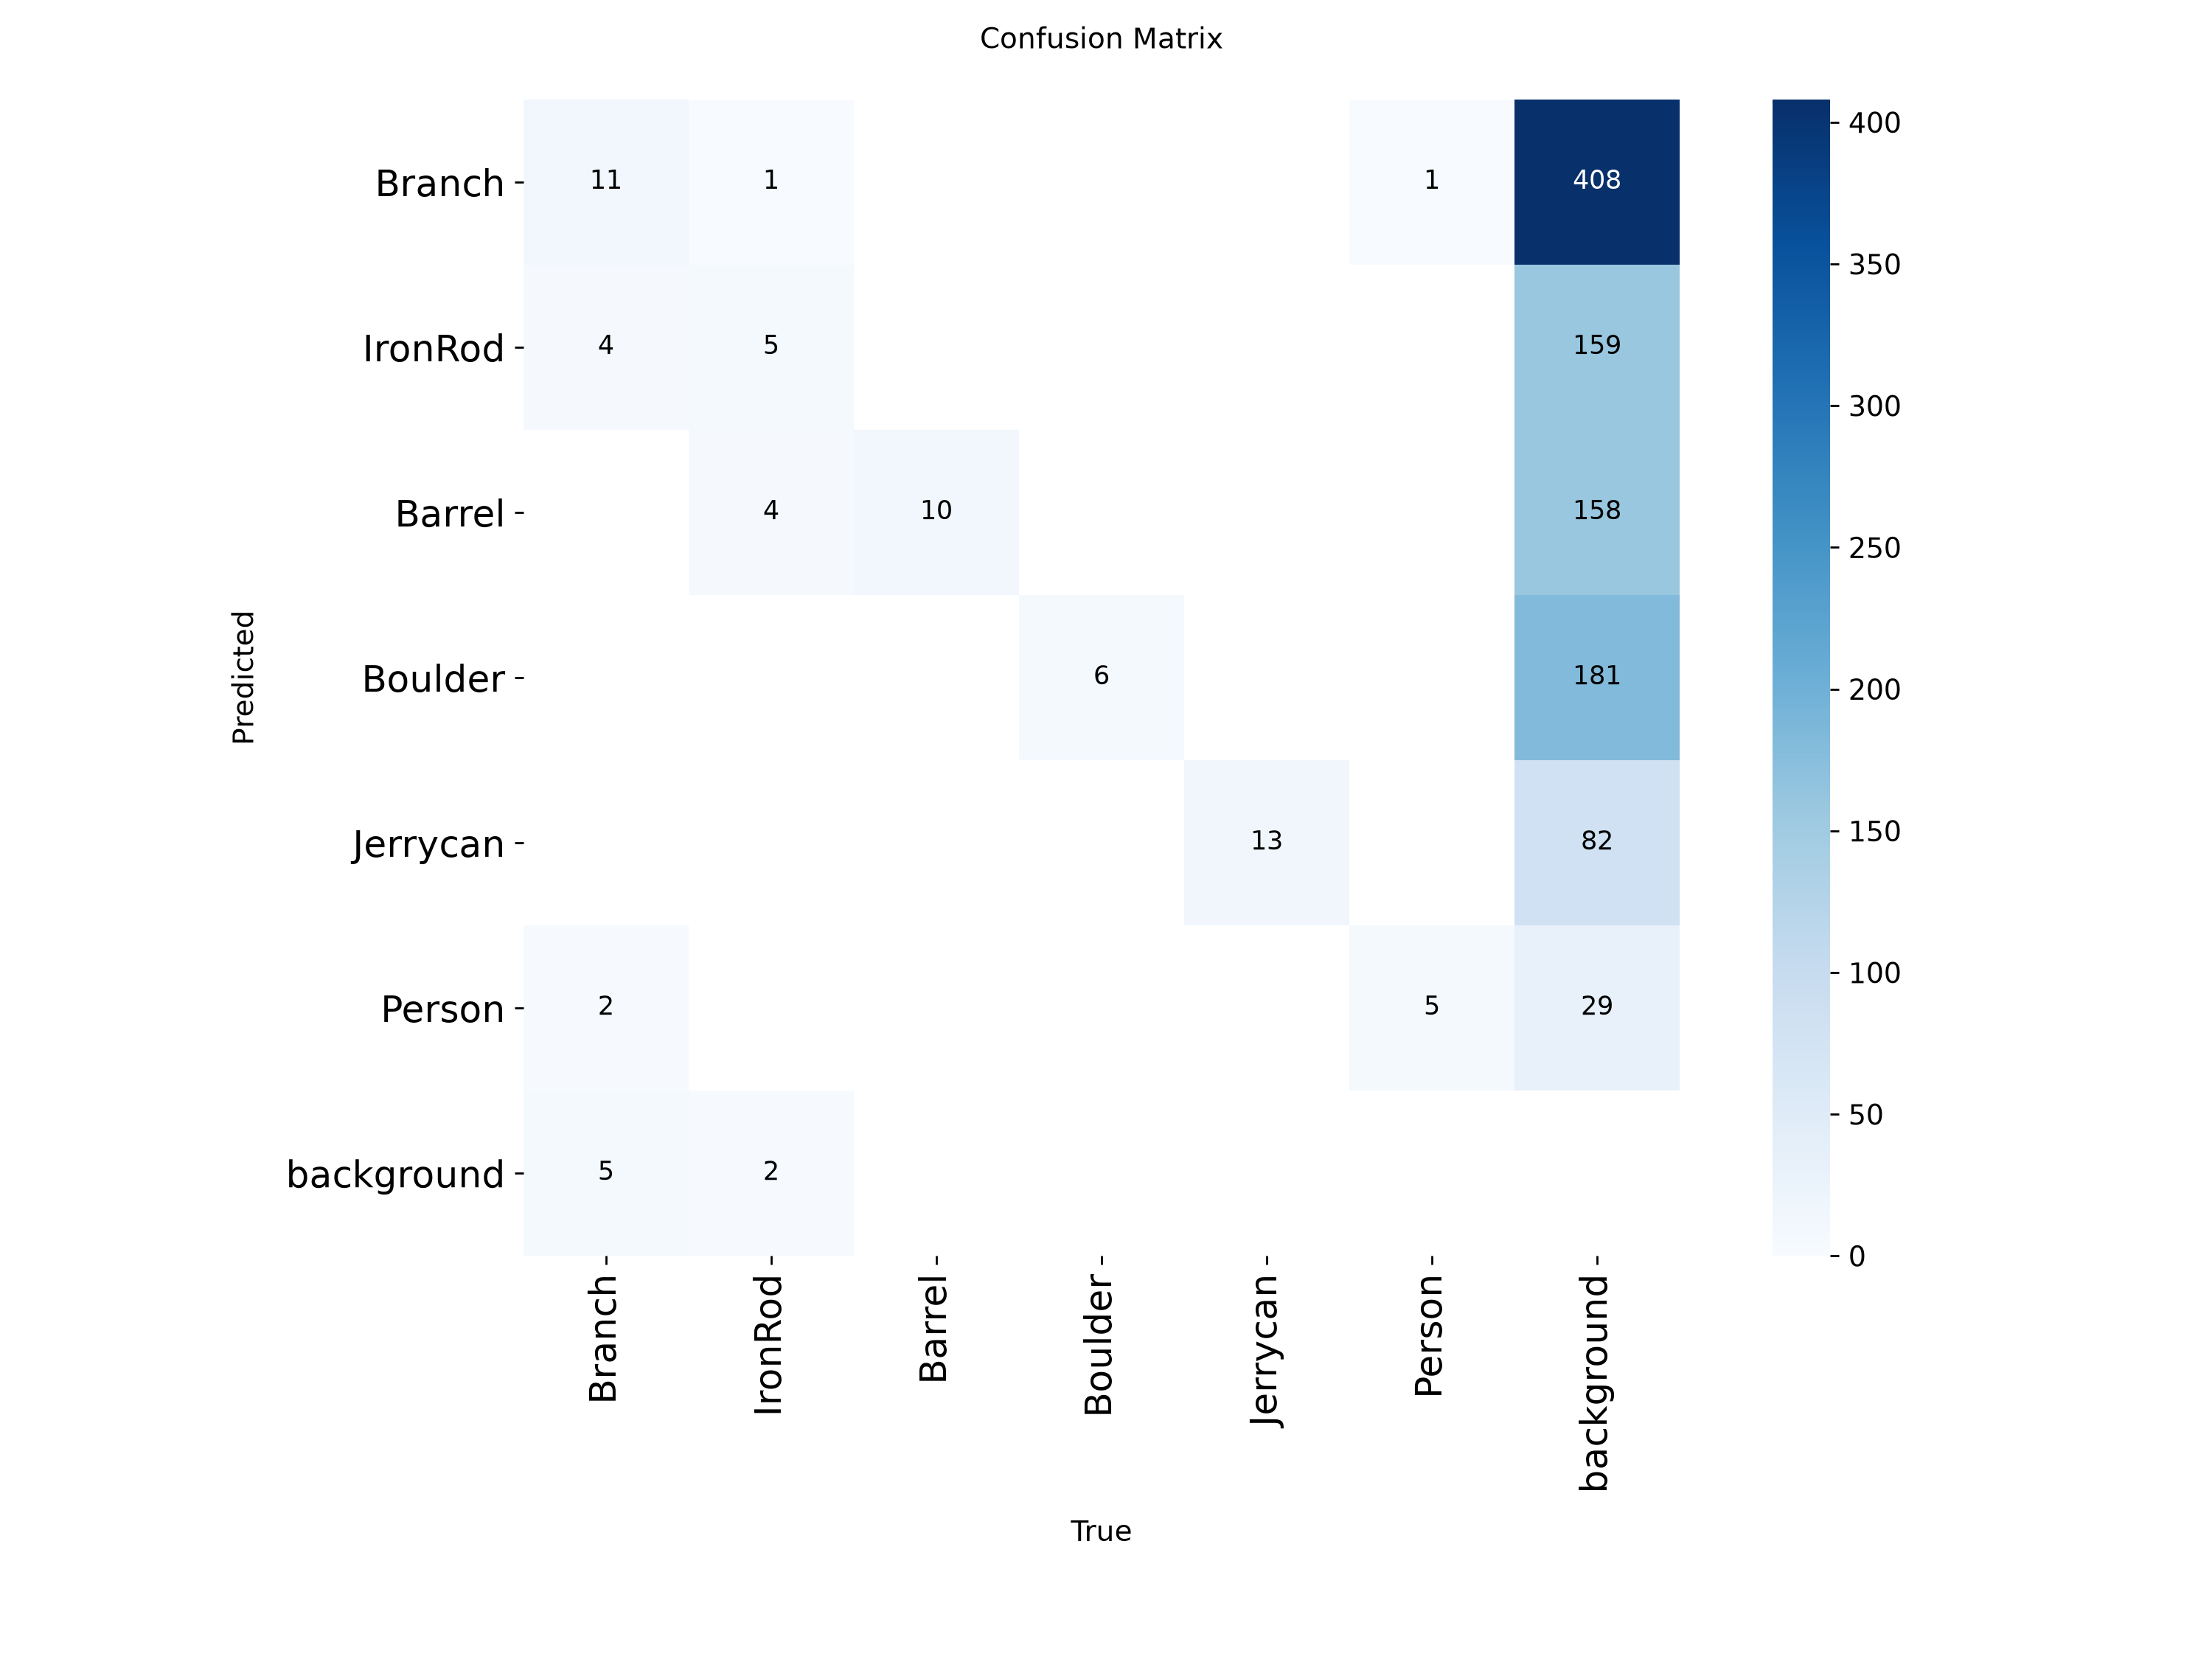 Confusion Matrix
Branch 11 1 1 408
IronRod 4 5 159
Barrel 4 10 158
Boulder 6 181
Jerrycan 13 82
Person 2 5 29
background 5 2
Branch IronRod Barrel Boulder Jerrycan Person background
Predicted
True
400
350
300
250
200
150
100
50
0